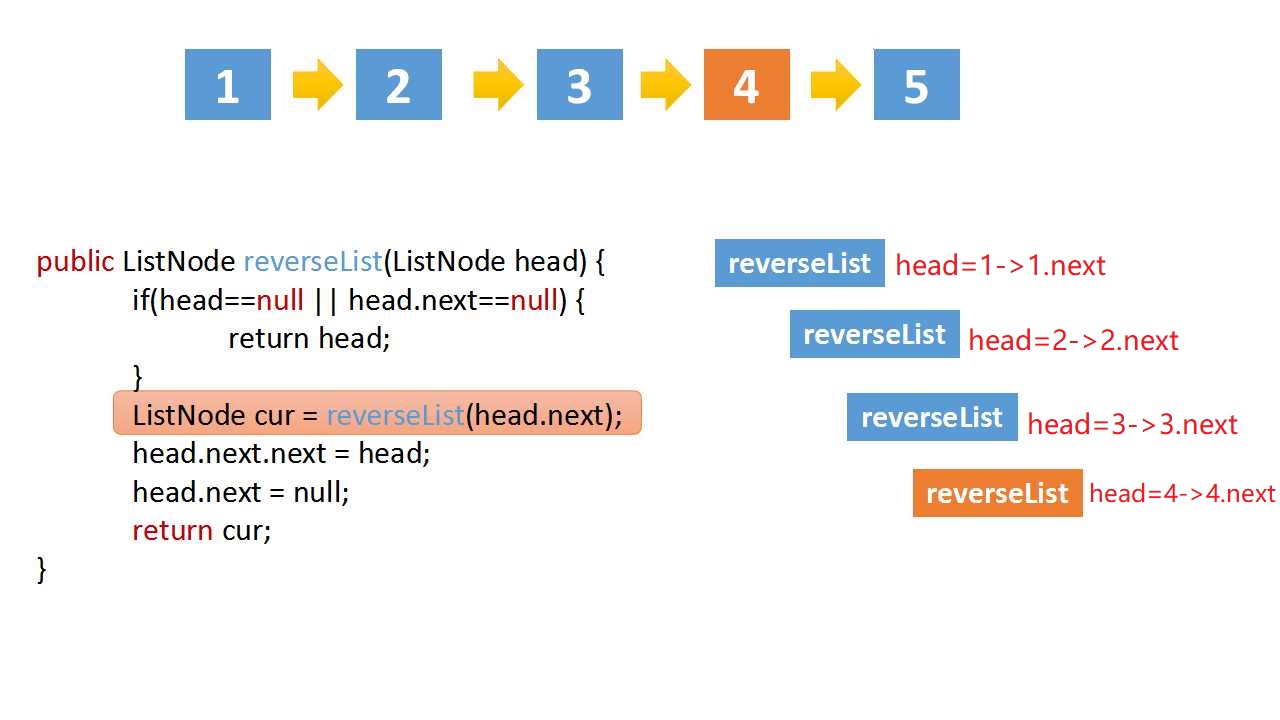 1 2 3 4 5
public ListNode reverseList(ListNode head) {
if(head==null || head.next==null) {
return head;
}
ListNode cur = reverseList(head.next);
head.next.next = head;
head.next = null;
return cur;
}
reverseList head=1->1.next
reverseList head=2->2.next
reverseList head=3->3.next
reverseList head=4->4.next